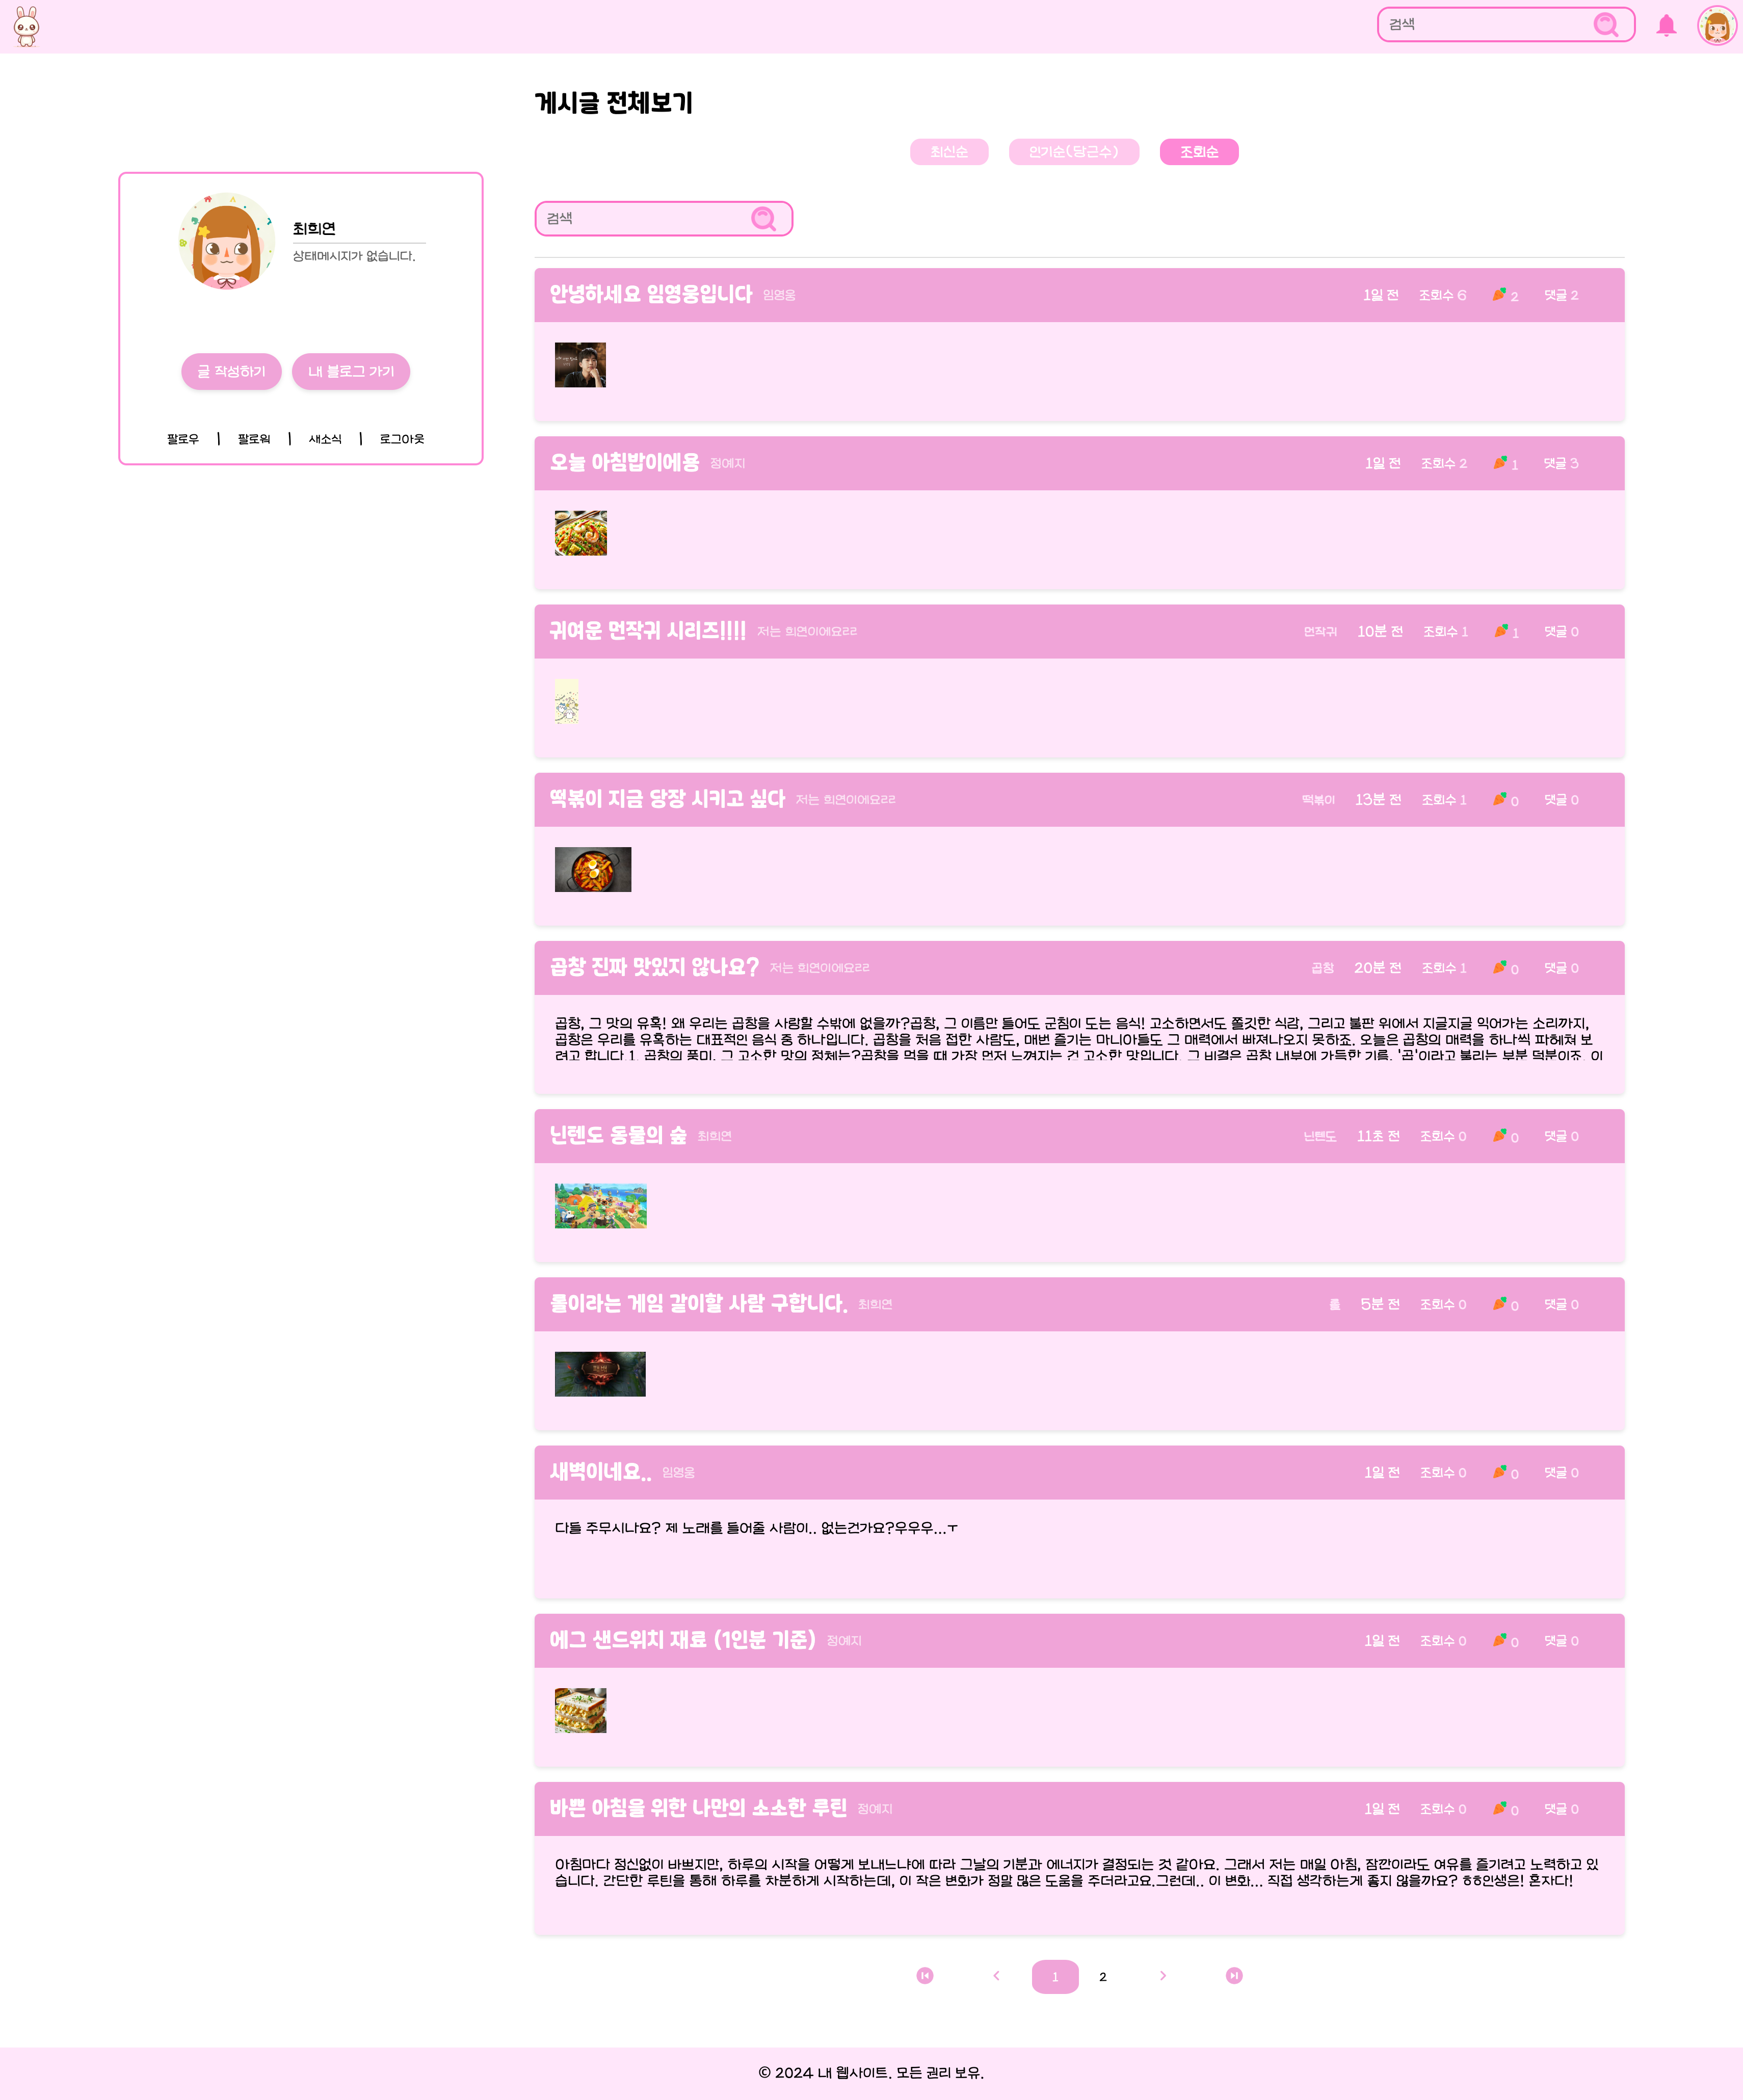 검색
게시글 전체보기
최신순 인기순(당근수) 조회순
최희연
상태메시지가 없습니다.
글 작성하기 내 블로그 가기
팔로우 | 팔로워 | 새소식 | 로그아웃
검색
안녕하세요 임영웅입니다 임영웅 1일 전 조회수 6 2 댓글 2
오늘 아침밥이에용 정예지 1일 전 조회수 2 1 댓글 3
귀여운 먼작귀 시리즈!!!! 저는 희연이에요ㄹㄹ 먼작귀 10분 전 조회수 1 1 댓글 0
떡볶이 지금 당장 시키고 싶다 저는 희연이에요ㄹㄹ 떡볶이 13분 전 조회수 1 0 댓글 0
곱창 진짜 맛있지 않나요? 저는 희연이에요ㄹㄹ 곱창 20분 전 조회수 1 0 댓글 0
곱창, 그 맛의 유혹! 왜 우리는 곱창을 사랑할 수밖에 없을까?곱창, 그 이름만 들어도 군침이 도는 음식! 고소하면서도 쫄깃한 식감, 그리고 불판 위에서 지글지글 익어가는 소리까지,
곱창은 우리를 유혹하는 대표적인 음식 중 하나입니다. 곱창을 처음 접한 사람도, 매번 즐기는 마니아들도 그 매력에서 빠져나오지 못하죠. 오늘은 곱창의 매력을 하나씩 파헤쳐 보
려고 합니다.1. 곱창의 풍미, 그 고소한 맛의 정체는?곱창을 먹을 때 가장 먼저 느껴지는 건 고소한 맛입니다. 그 비결은 곱창 내부에 가득한 기름, '곱'이라고 불리는 부분 덕분이죠. 이
닌텐도 동물의 숲 최희연 닌텐도 11초 전 조회수 0 0 댓글 0
롤이라는 게임 같이할 사람 구합니다. 최희연 롤 5분 전 조회수 0 0 댓글 0
새벽이네요.. 임영웅 1일 전 조회수 0 0 댓글 0
다들 주무시나요? 제 노래를 들어줄 사람이.. 없는건가요?우우우...ㅜ
에그 샌드위치 재료 (1인분 기준) 정예지 1일 전 조회수 0 0 댓글 0
바쁜 아침을 위한 나만의 소소한 루틴 정예지 1일 전 조회수 0 0 댓글 0
아침마다 정신없이 바쁘지만, 하루의 시작을 어떻게 보내느냐에 따라 그날의 기분과 에너지가 결정되는 것 같아요. 그래서 저는 매일 아침, 잠깐이라도 여유를 즐기려고 노력하고 있
습니다. 간단한 루틴을 통해 하루를 차분하게 시작하는데, 이 작은 변화가 정말 많은 도움을 주더라고요.그런데.. 이 변화... 직접 생각하는게 좋지 않을까요? ㅎㅎ인생은! 혼자다!
1 2
© 2024 내 웹사이트. 모든 권리 보유.